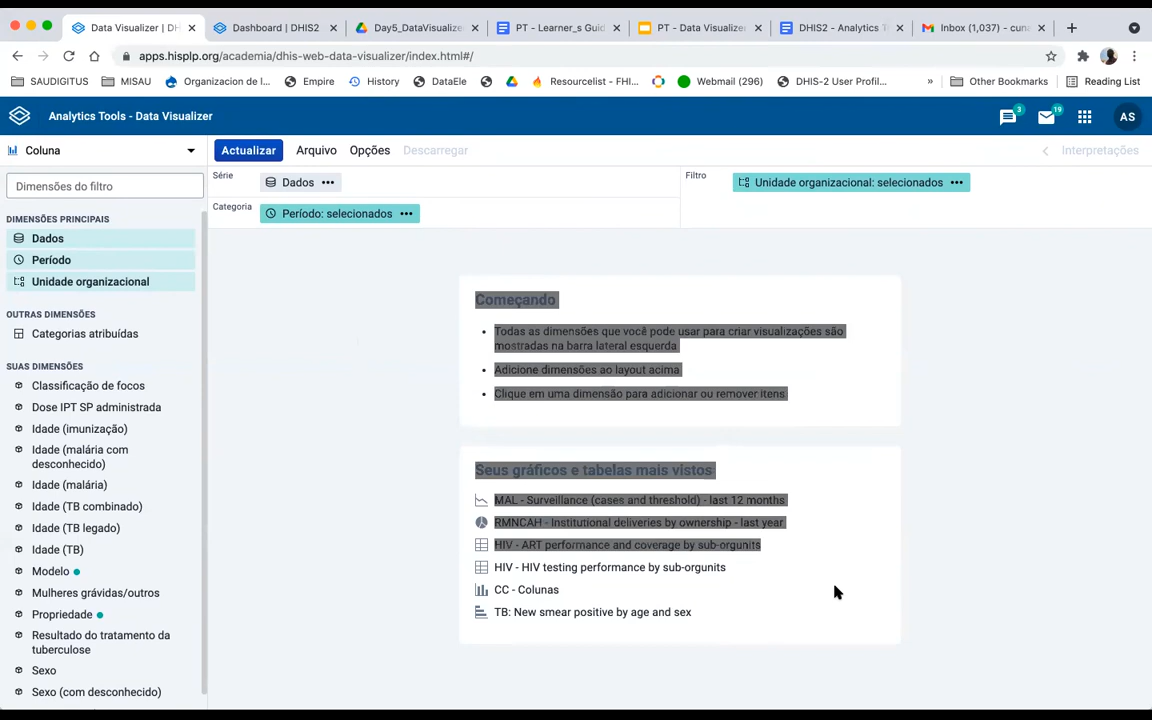 Data Visualizer | DH
Dashboard | DHIS2
Day5_DataVisualize
PT - Learner_s Gui
PT - Data Visualize
DHIS2 - Analytics T
Inbox (1,037) - cun
apps.hisplp.org/academia/dhis-web-data-visualizer/index.html#/
SAUDIGITUS
MISAU
Organizacion de l...
Empire
History
DataEle
Resourcelist - FHI...
Webmail (296)
DHIS-2 User Profil...
»
Other Bookmarks
Reading List
Analytics Tools - Data Visualizer
3
19
AS
Coluna
Actualizar
Arquivo
Opções
Descarregar
Interpretações
Dimensões do filtro
Série
Dados
Filtro
Unidade organizacional: selecionados
Categoria
Período: selecionados
DIMENSÕES PRINCIPAIS
Dados
Período
Unidade organizacional
OUTRAS DIMENSÕES
Categorias atribuídas
SUAS DIMENSÕES
Classificação de focos
Dose IPT SP administrada
Idade (imunização)
Idade (malária com
desconhecido)
Idade (malária)
Idade (TB combinado)
Idade (TB legado)
Idade (TB)
Modelo
Mulheres grávidas/outros
Propriedade
Resultado do tratamento da
tuberculose
Sexo
Sexo (com desconhecido)
Começando
• Todas as dimensões que você pode usar para criar visualizações são
mostradas na barra lateral esquerda
• Adicione dimensões ao layout acima
• Clique em uma dimensão para adicionar ou remover itens
Seus gráficos e tabelas mais vistos
MAL - Surveillance (cases and threshold) - last 12 months
RMNCAH - Institutional deliveries by ownership - last year
HIV - ART performance and coverage by sub-orgunits
HIV - HIV testing performance by sub-orgunits
CC - Colunas
TB: New smear positive by age and sex